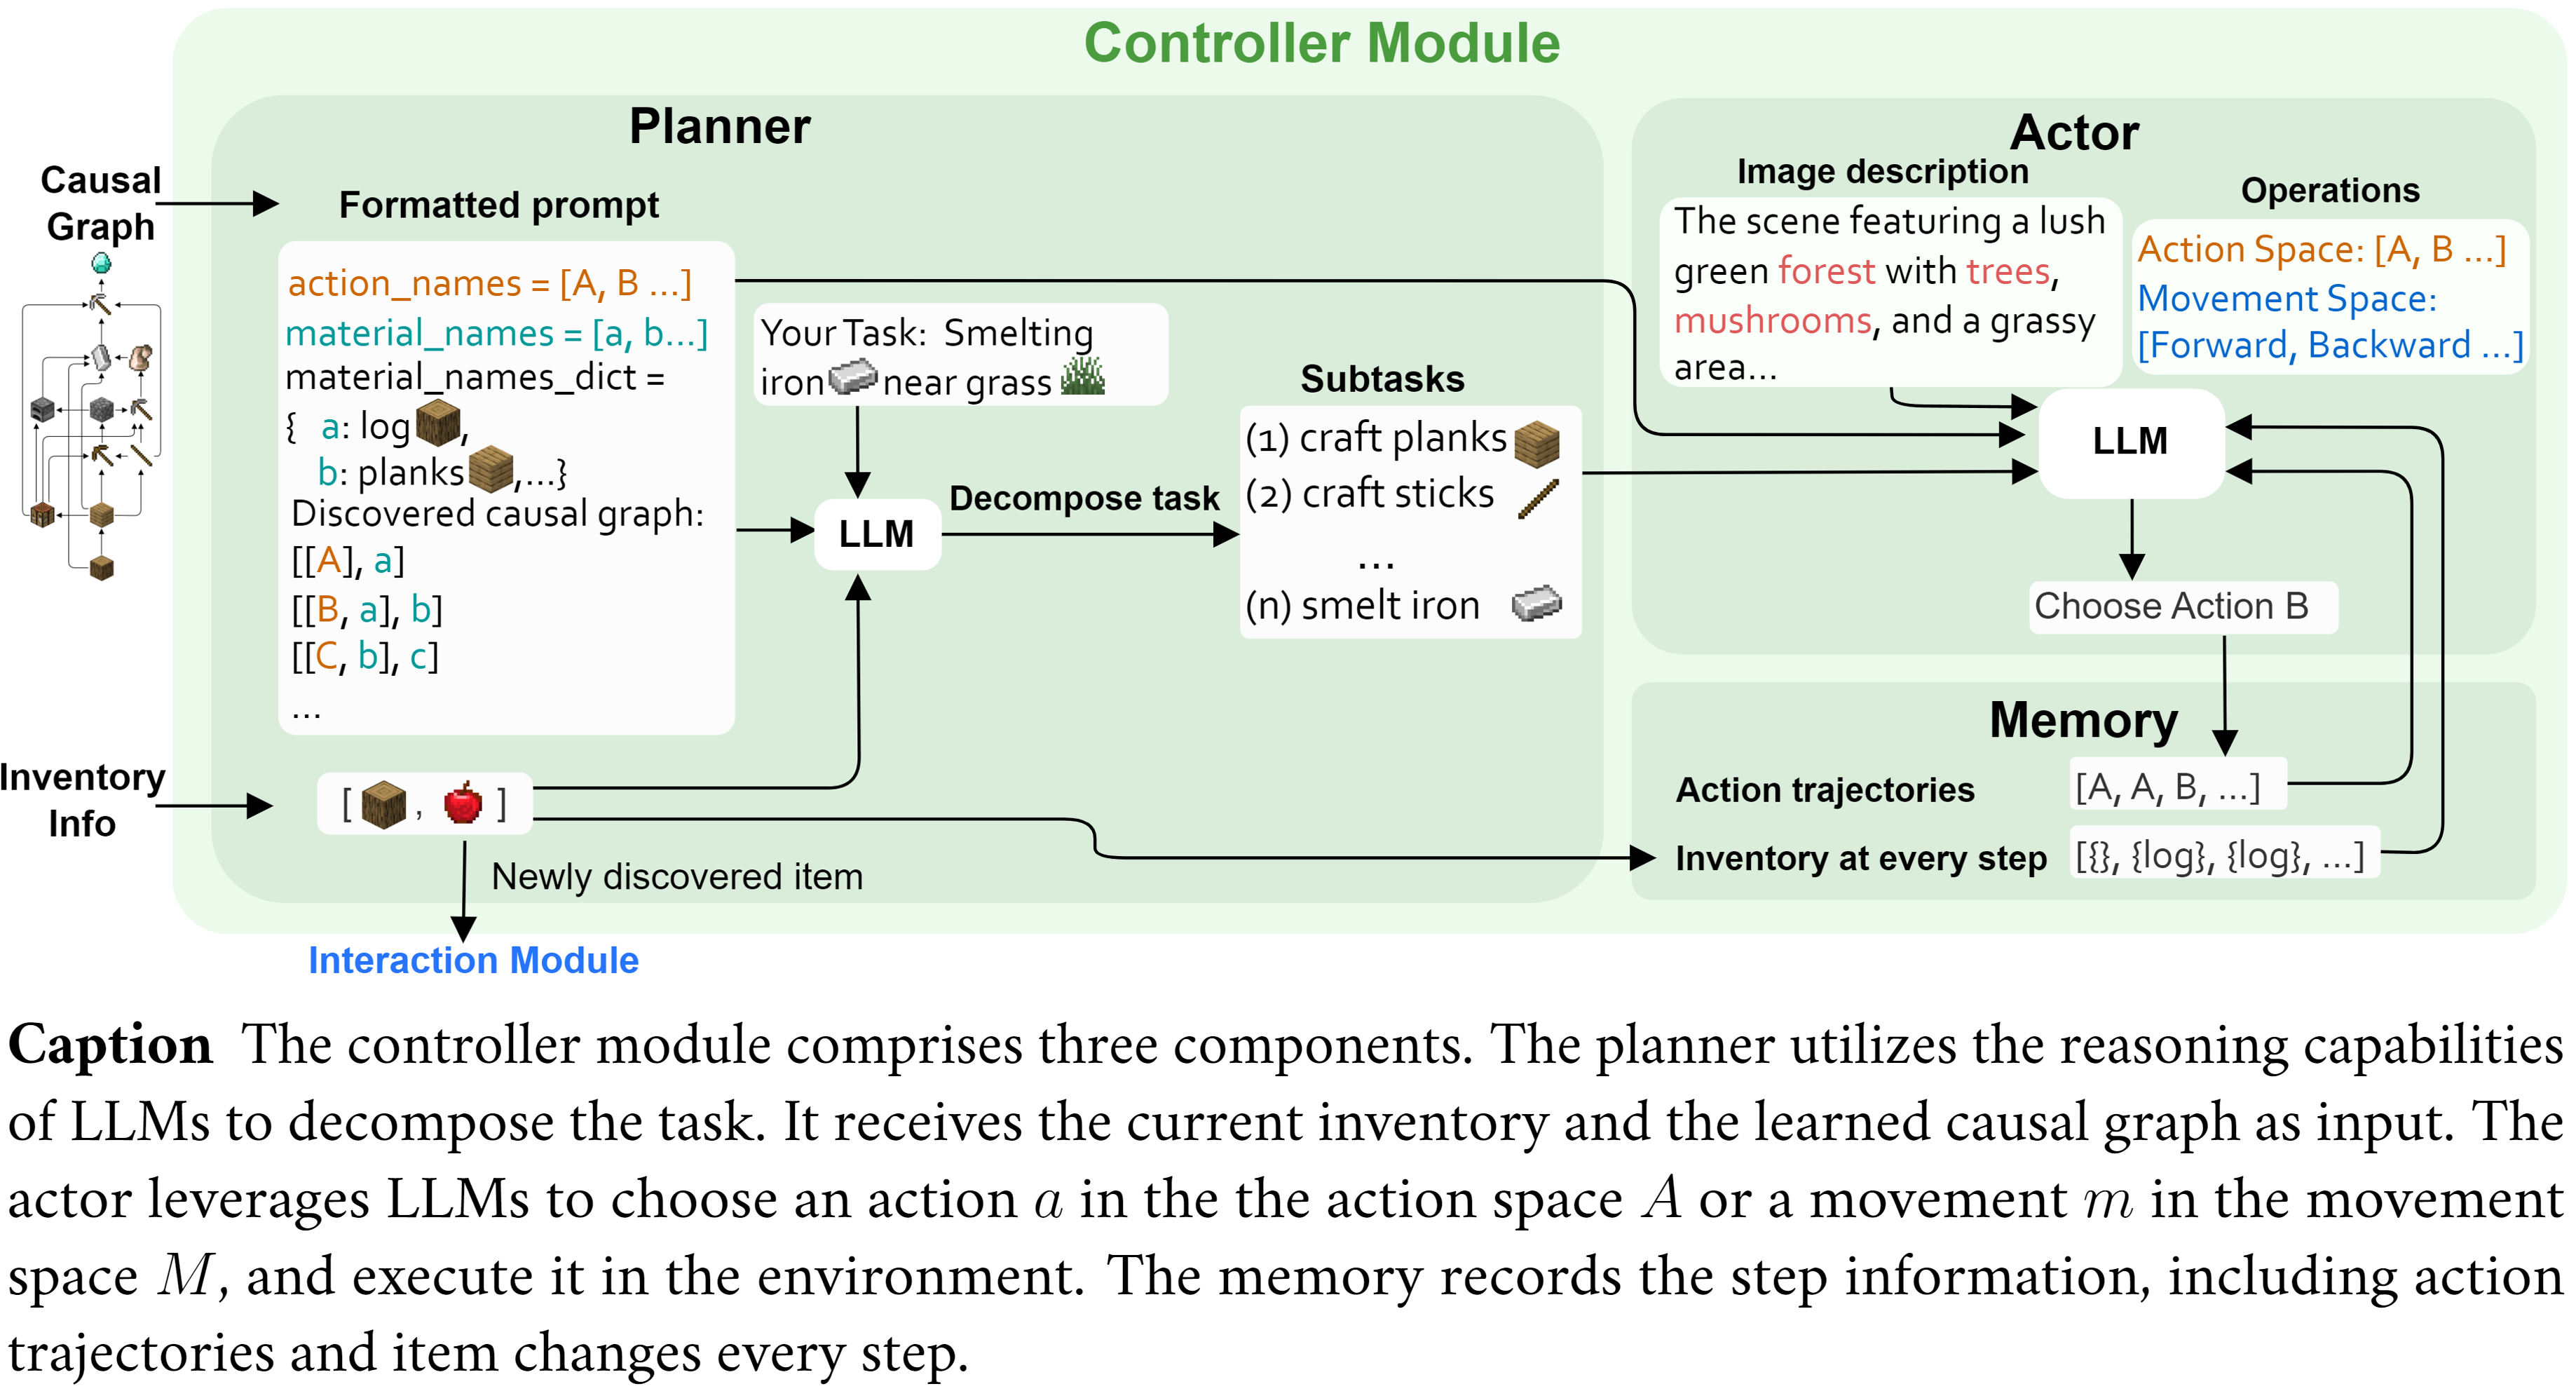 Controller Module
Planner
Causal
Graph
Formatted prompt
action_names = [A, B ...]
material_names = [a, b...]
material_names_dict =
{ a: log ,
b: planks ,...}
Discovered causal graph:
[[A], a]
[[B, a], b]
[[C, b], c]
...
Your Task: Smelting
iron near grass
LLM
Decompose task
Subtasks
(1) craft planks
(2) craft sticks
...
(n) smelt iron
Inventory
Info
[ , ]
Newly discovered item
Interaction Module
Actor
Image description
The scene featuring a lush
green forest with trees,
mushrooms, and a grassy
area...
Operations
Action Space: [A, B ...]
Movement Space:
[Forward, Backward ...]
LLM
Choose Action B
Memory
Action trajectories
[A, A, B, ...]
Inventory at every step
[{}, {log}, {log}, ...]
Caption The controller module comprises three components. The planner utilizes the reasoning capabilities
of LLMs to decompose the task. It receives the current inventory and the learned causal graph as input. The
actor leverages LLMs to choose an action a in the the action space A or a movement m in the movement
space M, and execute it in the environment. The memory records the step information, including action
trajectories and item changes every step.